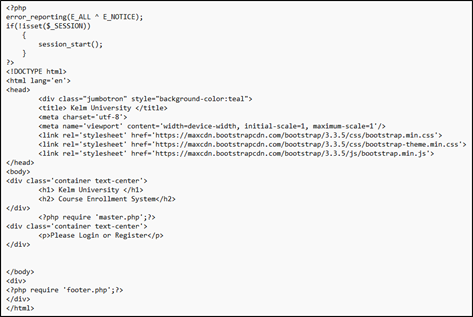 <?php
error_reporting(E_ALL ^ E_NOTICE);
if(!isset($_SESSION))
    {
        session_start();
    }
?>
<!DOCTYPE html>
<html lang='en'>
<head>
        <div class="jumbotron" style="background-color:teal">
        <title> Kelm University </title>
        <meta charset='utf-8'>
        <meta name='viewport' content='width=device-width, initial-scale=1, maximum-scale=1'/>
        <link rel='stylesheet' href='https://maxcdn.bootstrapcdn.com/bootstrap/3.3.5/css/bootstrap.min.css'>
        <link rel='stylesheet' href='https://maxcdn.bootstrapcdn.com/bootstrap/3.3.5/css/bootstrap-theme.min.css'>
        <link rel='stylesheet' href='https://maxcdn.bootstrapcdn.com/bootstrap/3.3.5/js/bootstrap.min.js'>
</head>
<body>
<div class='container text-center'>
        <h1> Kelm University </h1>
        <h2> Course Enrollment System</h2>
</div>
        <?php require 'master.php';?>
<div class='container text-center'>
        <p>Please Login or Register</p>
</div>
</body>
<div>
<?php require 'footer.php';?>
</div>
</html>